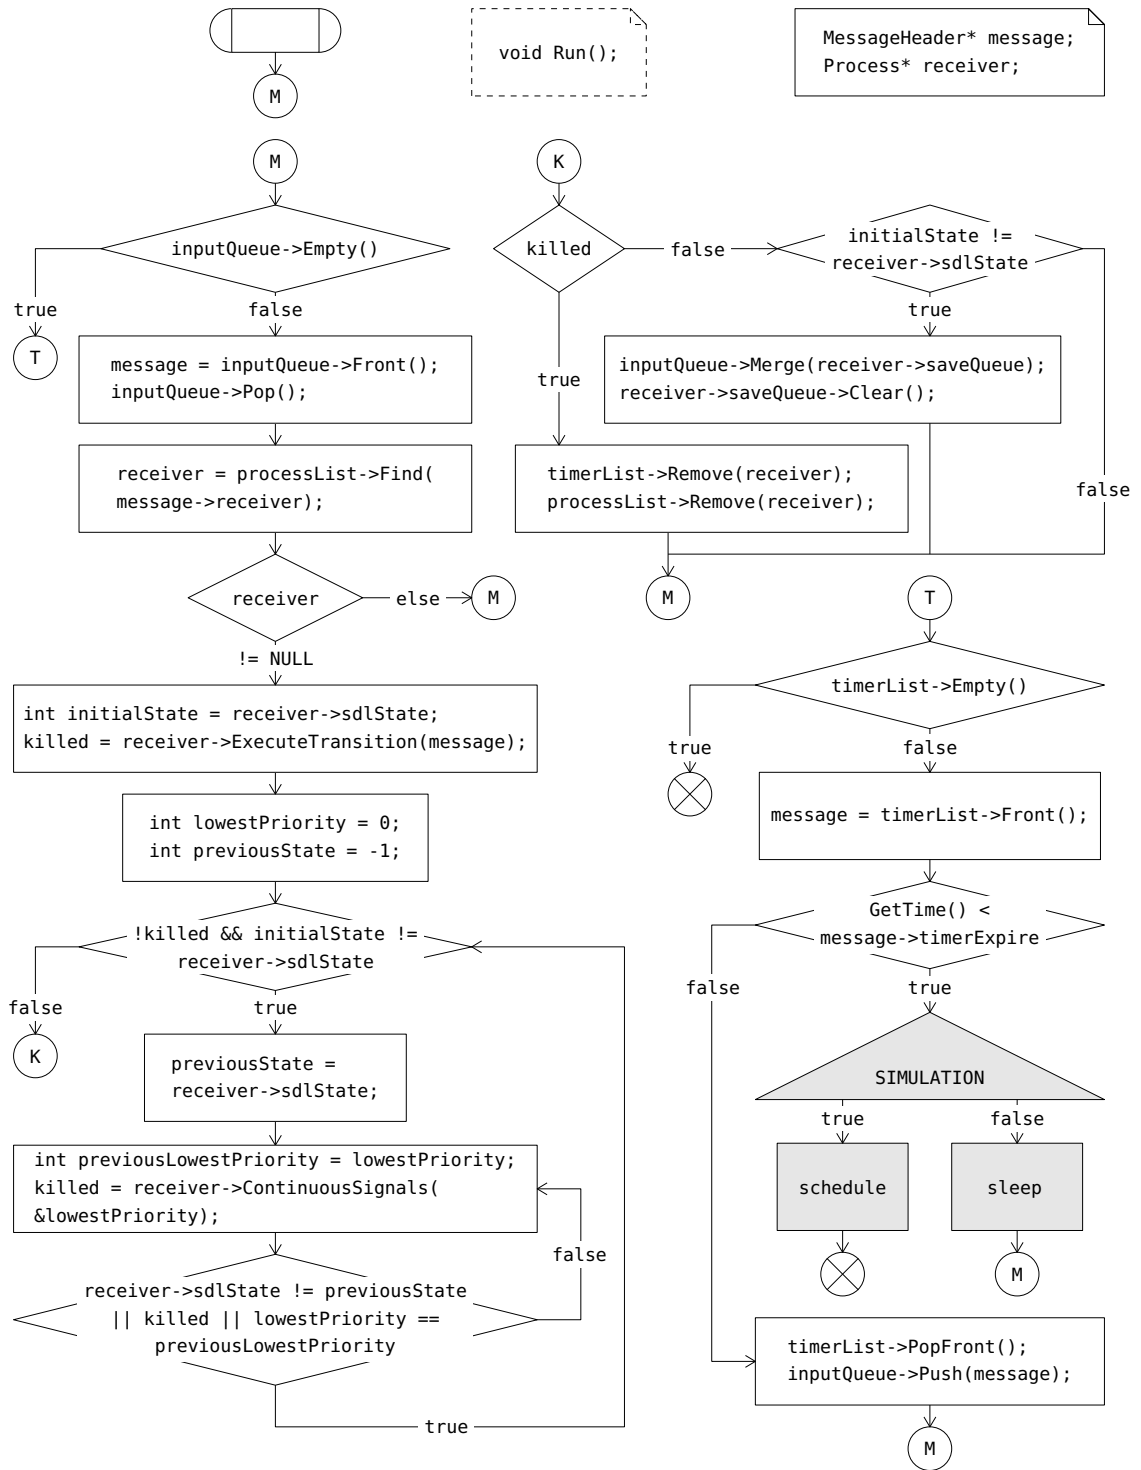 void Run();
MessageHeader* message;
Process* receiver;
M
M
inputQueue->Empty()
true
false
T
message = inputQueue->Front();
inputQueue->Pop();
receiver = processList->Find(
message->receiver);
receiver
else
M
!= NULL
int initialState = receiver->sdlState;
killed = receiver->ExecuteTransition(message);
int lowestPriority = 0;
int previousState = -1;
!killed && initialState !=
receiver->sdlState
false
true
K
previousState =
receiver->sdlState;
int previousLowestPriority = lowestPriority;
killed = receiver->ContinuousSignals(
&lowestPriority);
false
receiver->sdlState != previousState
|| killed || lowestPriority ==
previousLowestPriority
true
K
killed
false
initialState !=
receiver->sdlState
true
true
inputQueue->Merge(receiver->saveQueue);
receiver->saveQueue->Clear();
false
timerList->Remove(receiver);
processList->Remove(receiver);
M
T
timerList->Empty()
true
false
message = timerList->Front();
GetTime() <
message->timerExpire
false
true
SIMULATION
true
false
schedule
sleep
M
timerList->PopFront();
inputQueue->Push(message);
M